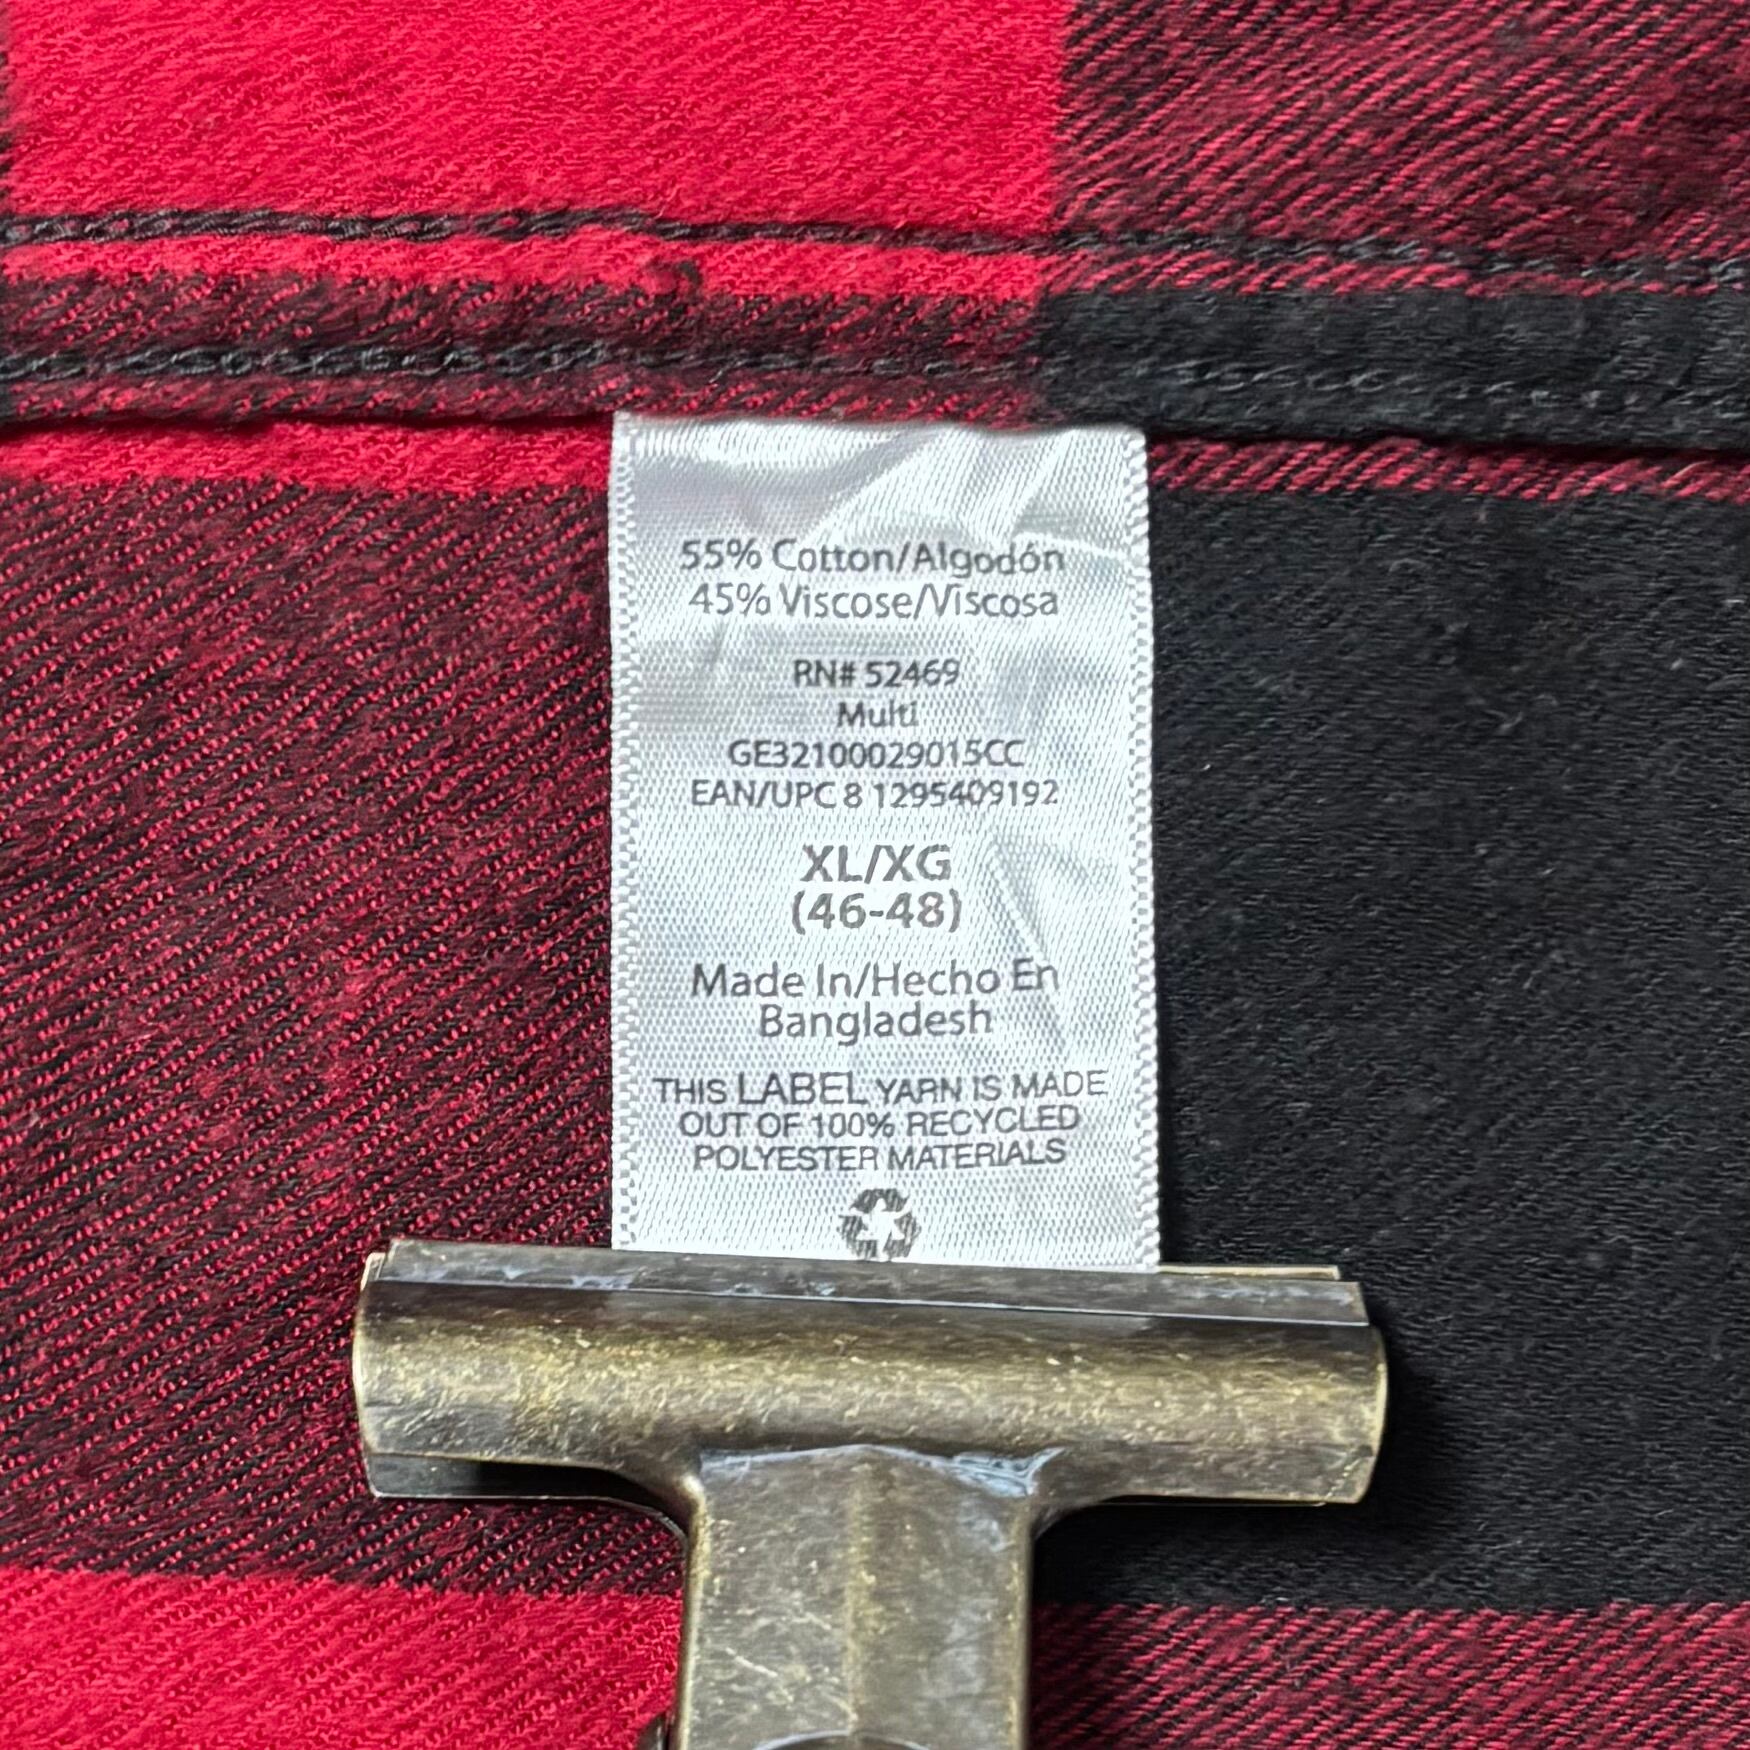 55% Cotton/Algodón
45% Viscose/Viscosa
RN# 52469
Multi
GE32100029015CC
EAN/UPC 8 1295409192
XL/XG
(46-48)
Made In/Hecho En
Bangladesh
THIS LABEL YARN IS MADE
OUT OF 100% RECYCLED
POLYESTER MATERIALS